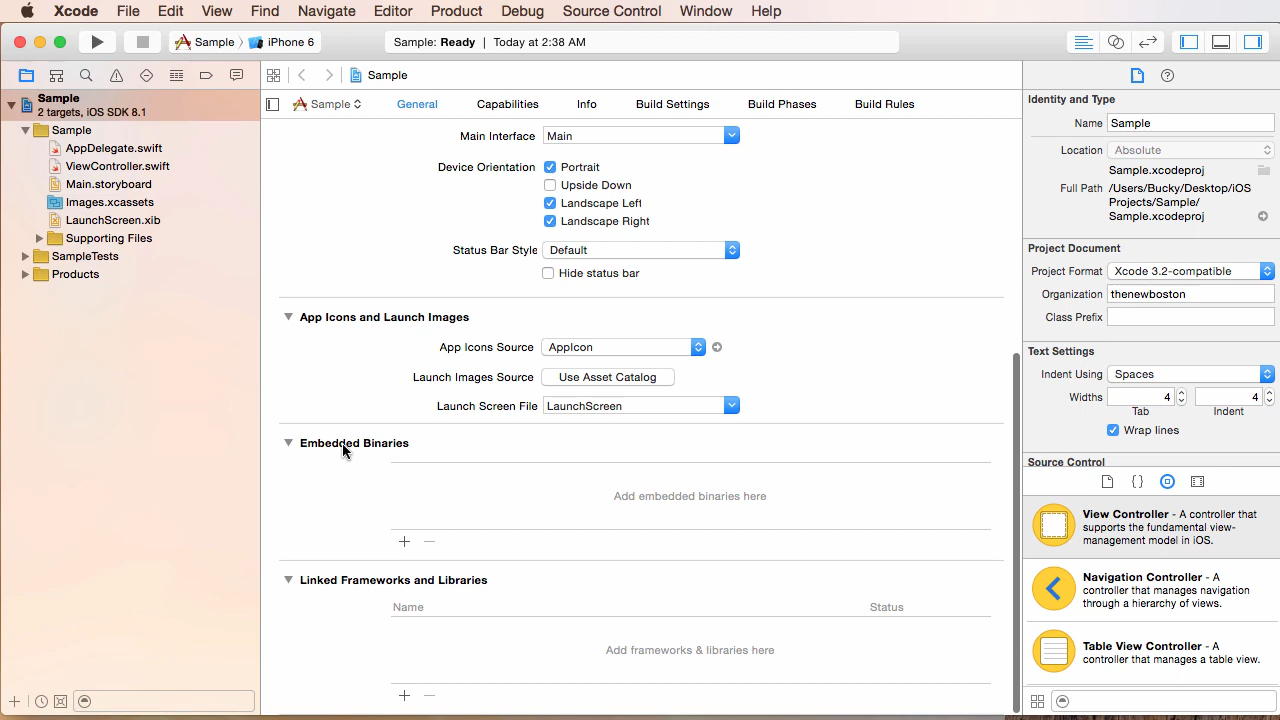 Xcode File Edit View Find Navigate Editor Product Debug Source Control Window Help
Sample iPhone 6
Sample: Ready | Today at 2:38 AM
Sample
Sample
2 targets, iOS SDK 8.1
Sample
AppDelegate.swift
ViewController.swift
Main.storyboard
Images.xcassets
LaunchScreen.xib
Supporting Files
SampleTests
Products
Sample General Capabilities Info Build Settings Build Phases Build Rules
Main Interface Main
Device Orientation Portrait
Upside Down
Landscape Left
Landscape Right
Status Bar Style Default
Hide status bar
App Icons and Launch Images
App Icons Source AppIcon
Launch Images Source Use Asset Catalog
Launch Screen File LaunchScreen
Embedded Binaries
Add embedded binaries here
Linked Frameworks and Libraries
Name Status
Add frameworks & libraries here
Identity and Type
Name Sample
Location Absolute
Sample.xcodeproj
Full Path /Users/Bucky/Desktop/iOS
Projects/Sample/
Sample.xcodeproj
Project Document
Project Format Xcode 3.2-compatible
Organization thenewboston
Class Prefix
Text Settings
Indent Using Spaces
Widths 4 4
Tab Indent
Wrap lines
Source Control
View Controller - A controller that
supports the fundamental view-
management model in iOS.
Navigation Controller - A
controller that manages navigation
through a hierarchy of views.
Table View Controller - A
controller that manages a table view.